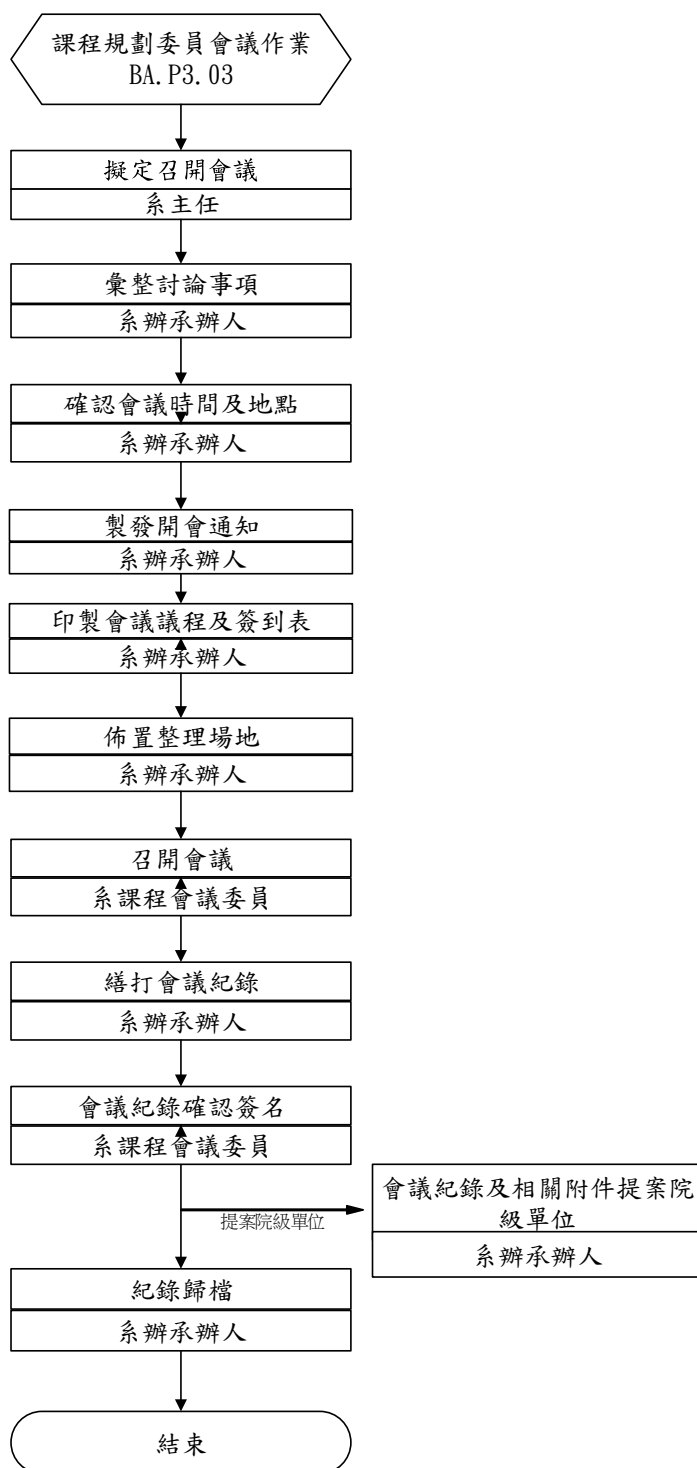 課程規劃委員會議作業
BA.P3.03
擬定召開會議
系主任
彙整討論事項
系辦承辦人
確認會議時間及地點
系辦承辦人
製發開會通知
系辦承辦人
印製會議議程及簽到表
系辦承辦人
佈置整理場地
系辦承辦人
召開會議
系課程會議委員
繕打會議紀錄
系辦承辦人
會議紀錄確認簽名
系課程會議委員
提案院級單位
會議紀錄及相關附件提案院
級單位
系辦承辦人
紀錄歸檔
系辦承辦人
結束